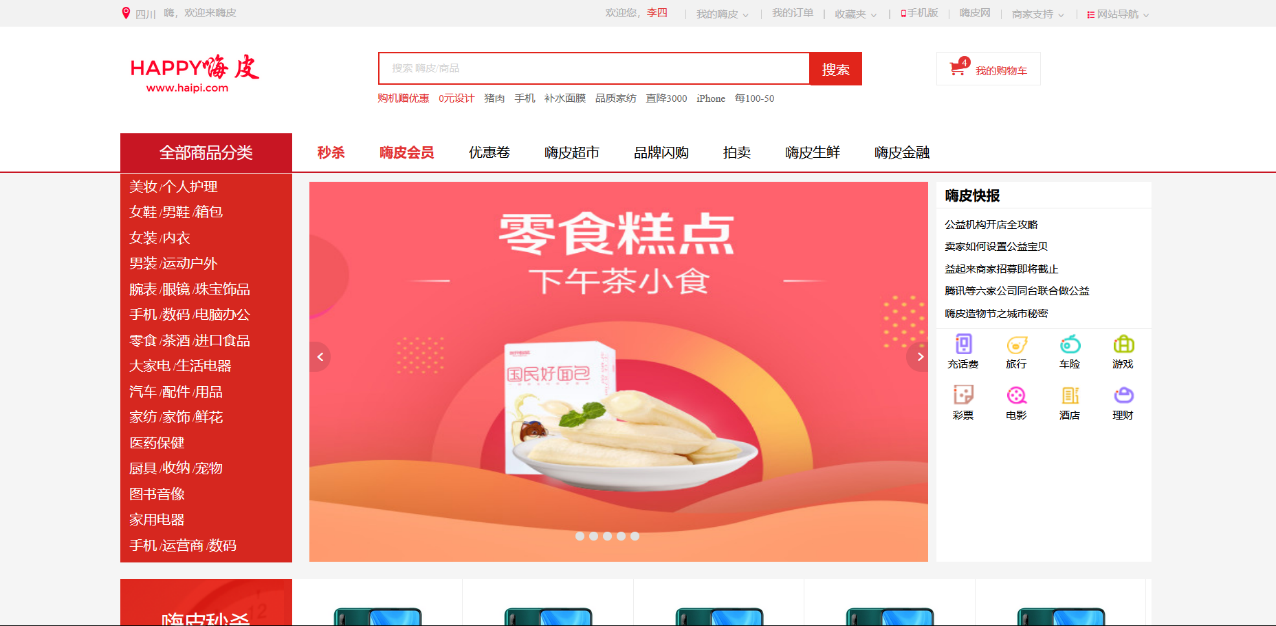 四川 嗨，欢迎来嗨皮 欢迎您，李四 我的嗨皮 我的订单 收藏夹 手机版 嗨皮网 商家支持 网站导航
HAPPY嗨皮
www.haipi.com
搜索 嗨皮/商品 搜索
4 我的购物车
购机赠优惠 0元设计 猪肉 手机 补水面膜 品质家纺 直降3000 iPhone 每100-50
全部商品分类 秒杀 嗨皮会员 优惠卷 嗨皮超市 品牌闪购 拍卖 嗨皮生鲜 嗨皮金融
美妆/个人护理
女鞋/男鞋/箱包
女装/内衣
男装/运动户外
腕表/眼镜/珠宝饰品
手机/数码/电脑办公
零食/茶酒/进口食品
大家电/生活电器
汽车/配件/用品
家纺/家饰/鲜花
医药保健
厨具/收纳/宠物
图书音像
家用电器
手机/运营商/数码
零食糕点
下午茶小食
国民好面包
嗨皮快报
公益机构开店全攻略
卖家如何设置公益宝贝
益起来商家招募即将截止
腾讯等六家公司同台联合做公益
嗨皮造物节之城市秘密
充话费 旅行 车险 游戏
彩票 电影 酒店 理财
嗨皮秒杀
12